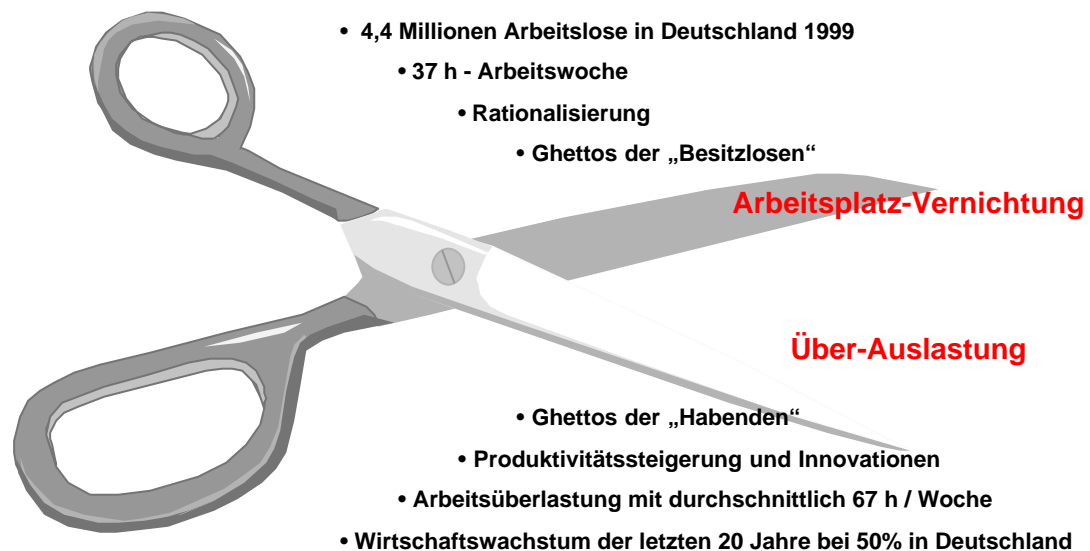 • 4,4 Millionen Arbeitslose in Deutschland 1999
• 37 h - Arbeitswoche
• Rationalisierung
• Ghettos der „Besitzlosen“
Arbeitsplatz-Vernichtung
Über-Auslastung
• Ghettos der „Habenden“
• Produktivitätssteigerung und Innovationen
• Arbeitsüberlastung mit durchschnittlich 67 h / Woche
• Wirtschaftswachstum der letzten 20 Jahre bei 50% in Deutschland